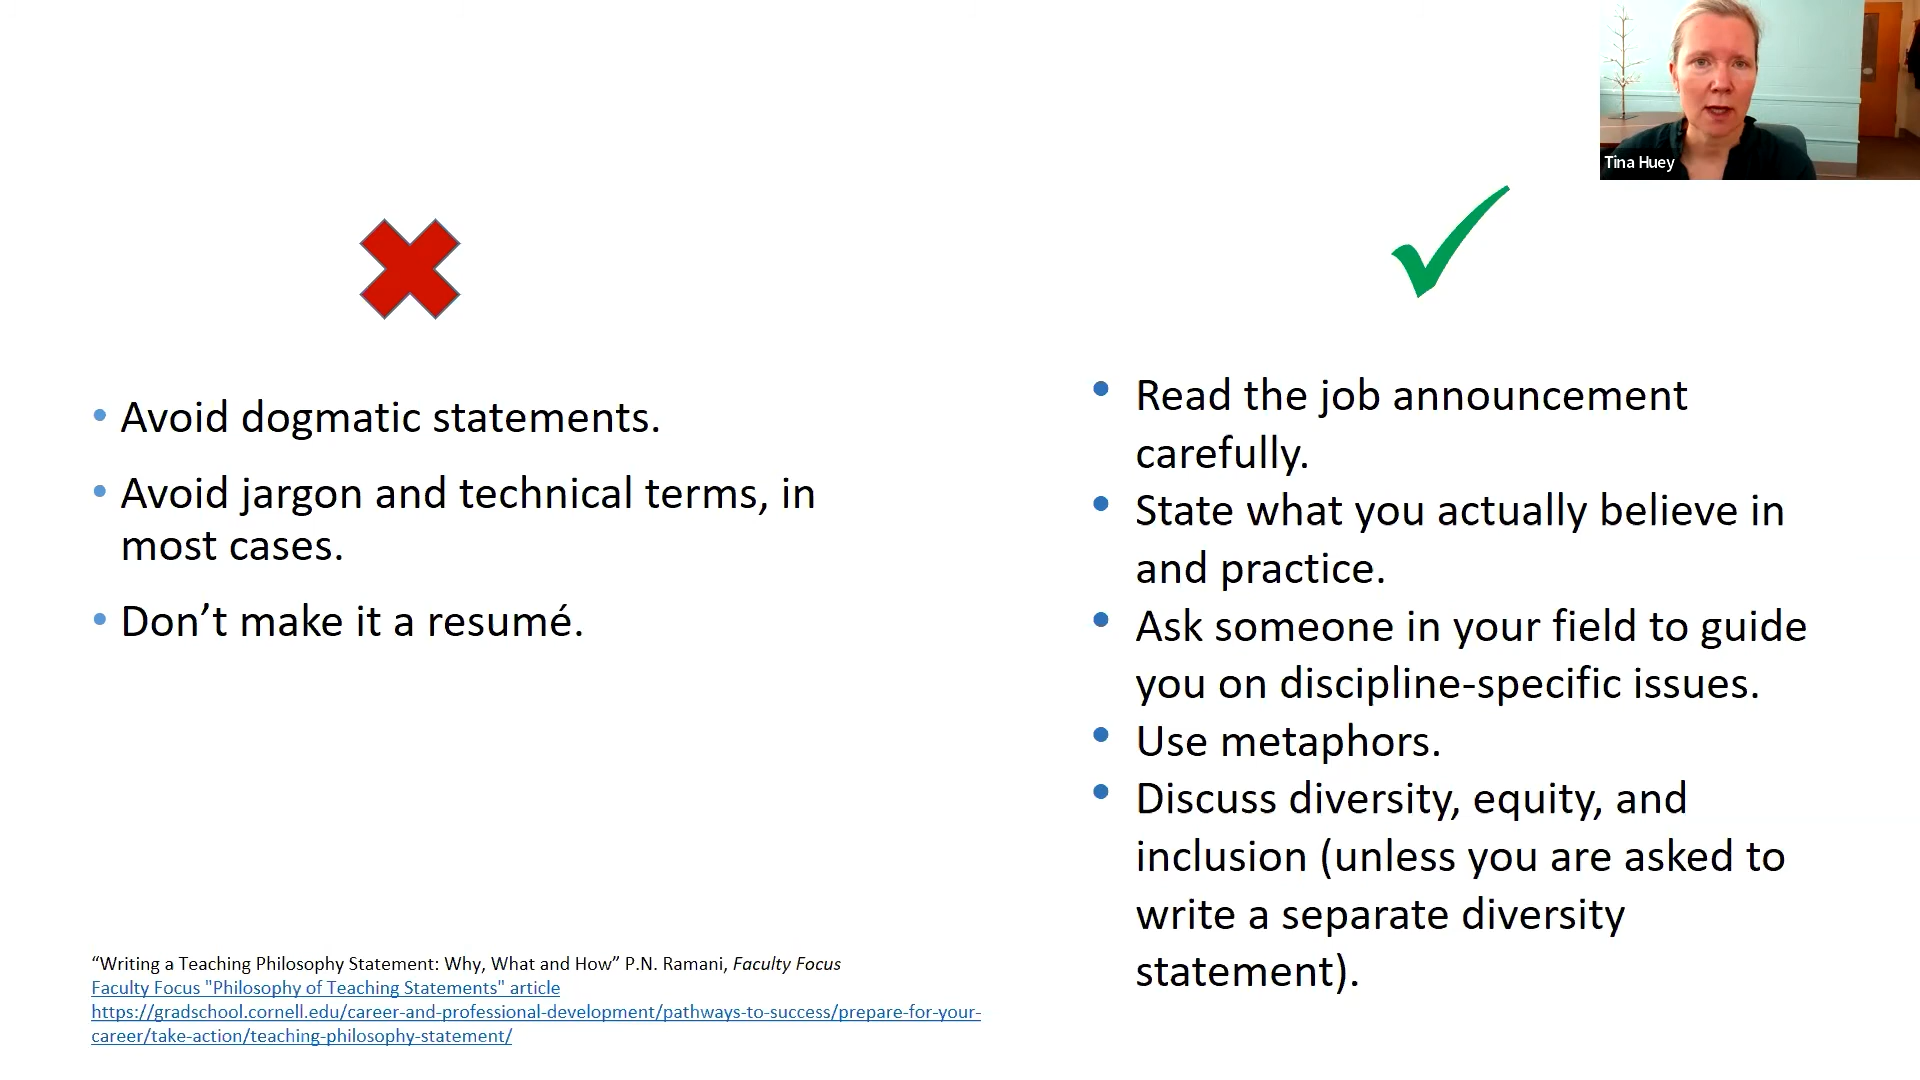 Tina Huey
• Avoid dogmatic statements.
• Avoid jargon and technical terms, in
most cases.
• Don’t make it a resumé.
• Read the job announcement
carefully.
• State what you actually believe in
and practice.
• Ask someone in your field to guide
you on discipline-specific issues.
• Use metaphors.
• Discuss diversity, equity, and
inclusion (unless you are asked to
write a separate diversity
statement).
“Writing a Teaching Philosophy Statement: Why, What and How” P.N. Ramani, Faculty Focus
Faculty Focus "Philosophy of Teaching Statements" article
https://gradschool.cornell.edu/career-and-professional-development/pathways-to-success/prepare-for-your-
career/take-action/teaching-philosophy-statement/